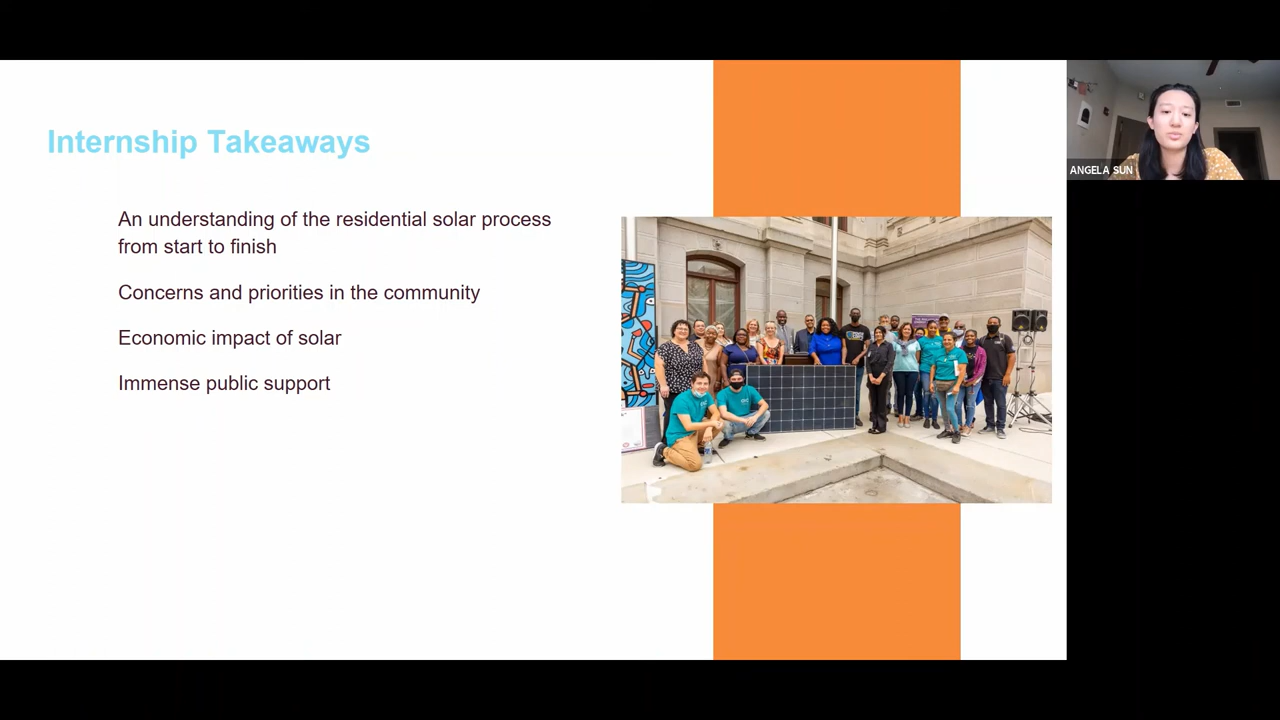 Internship Takeaways
An understanding of the residential solar process
from start to finish
Concerns and priorities in the community
Economic impact of solar
Immense public support
ANGELA SUN